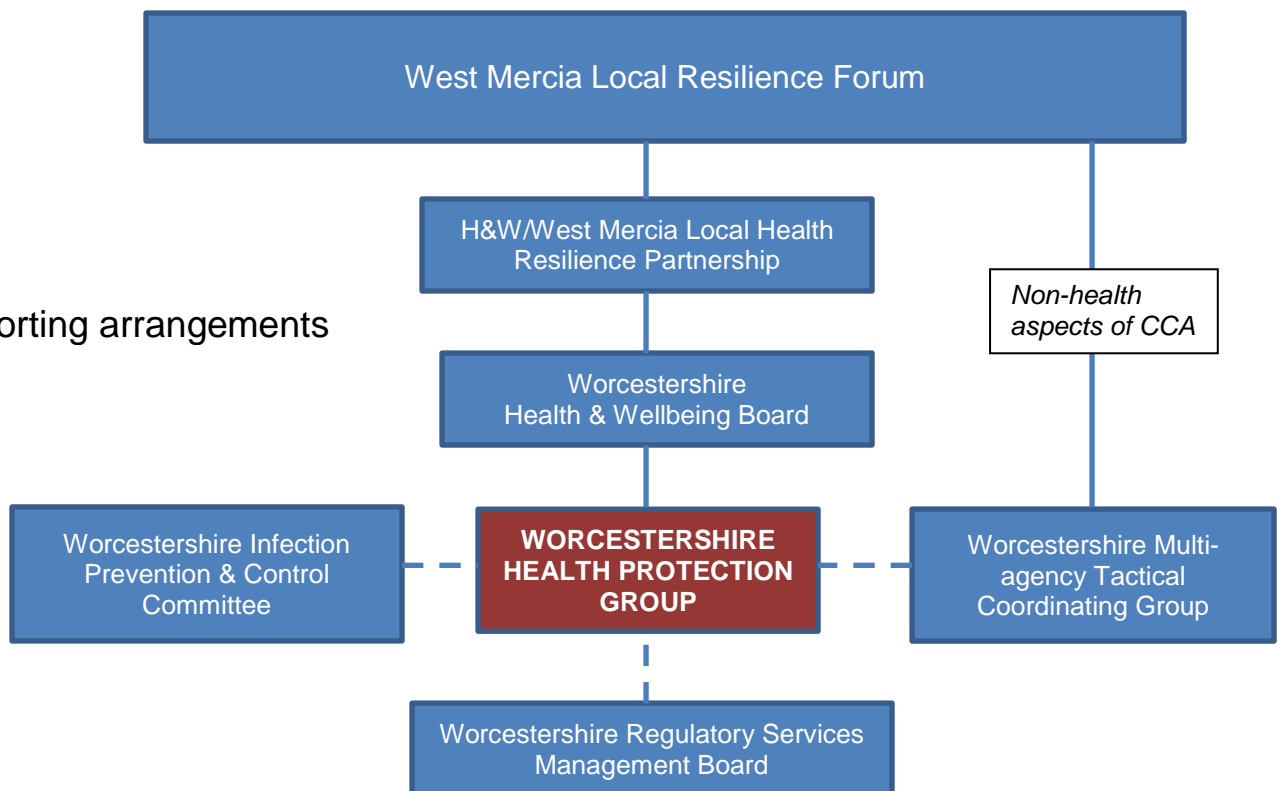 West Mercia Local Resilience Forum
H&W/West Mercia Local Health
Resilience Partnership
Non-health
aspects of CCA
orting arrangements
Worcestershire
Health & Wellbeing Board
Worcestershire Infection
Prevention & Control
Committee
WORCESTERSHIRE
HEALTH PROTECTION
GROUP
Worcestershire Multi-
agency Tactical
Coordinating Group
Worcestershire Regulatory Services
Management Board